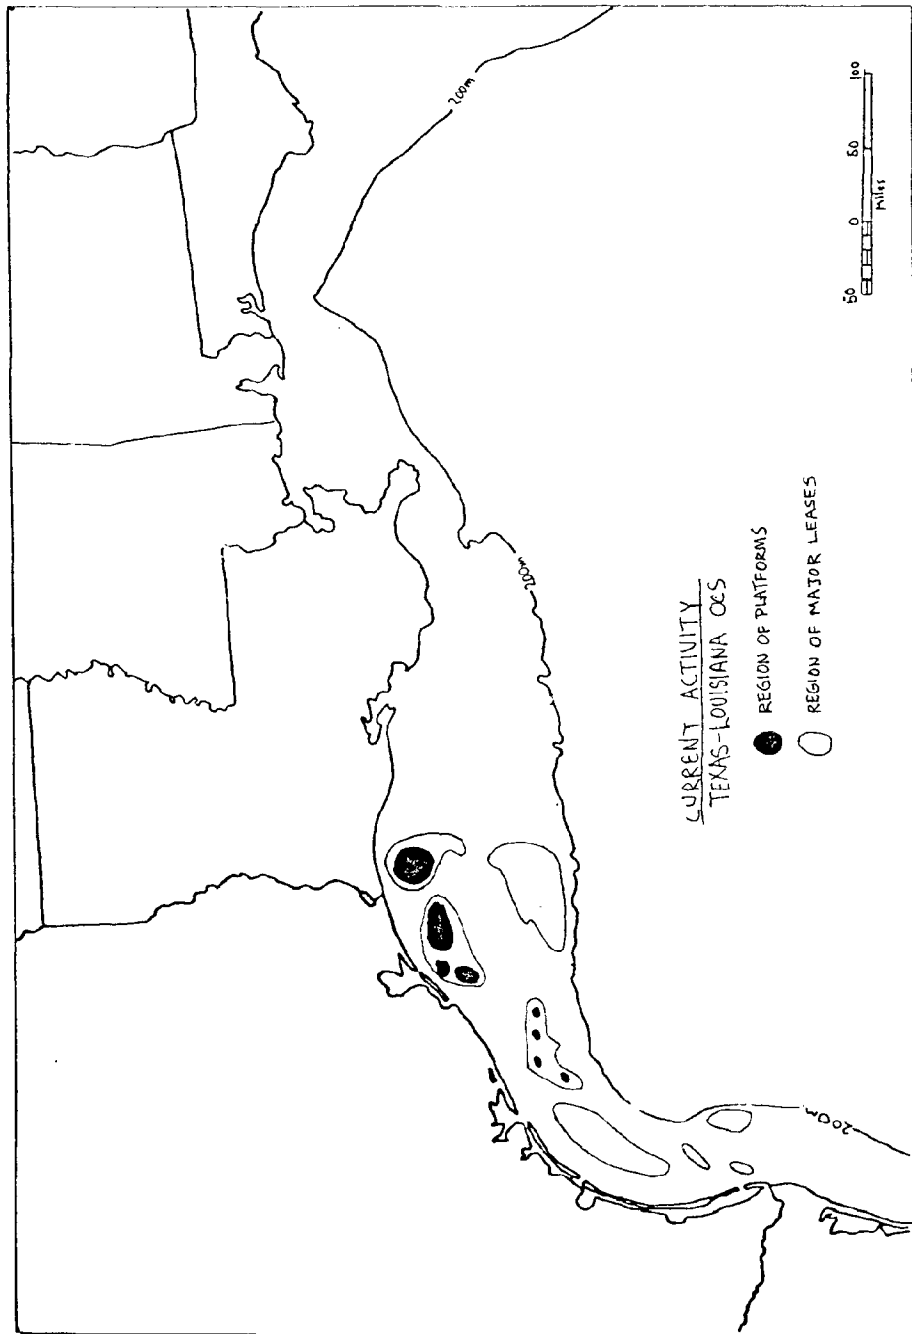 200m
50 0 50 100
Miles
200m
CURRENT ACTIVITY
TEXAS-LOUISIANA OCS
REGION OF PLATFORMS
REGION OF MAJOR LEASES
200m